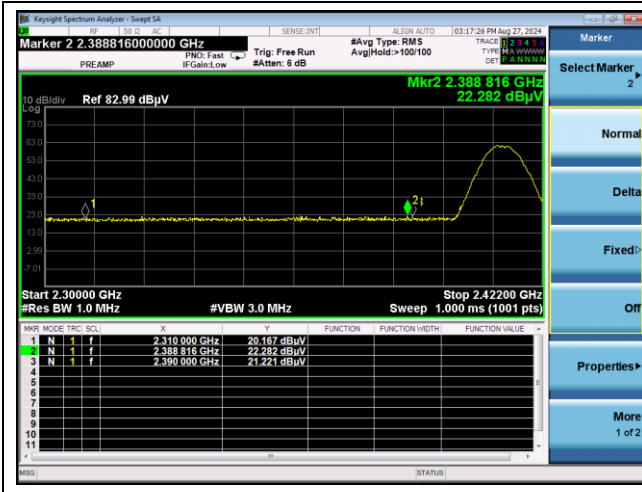 Keysight Spectrum Analyzer - Swept SA
RF 50 Ω AC SENSE:INT ALIGN AUTO 03:17:26 PM Aug 27, 2024
Marker 2 2.388816000000 GHz
PREAMP
PNO: Fast
IFGain:Low
Trig: Free Run
#Atten: 6 dB
#Avg Type: RMS
Avg|Hold:>100/100
TRACE 1 2 3 4 5 6
TYPE M A W W W W
DET P A N N N N
Mkr2 2.388 816 GHz
22.282 dBµV
10 dB/div Ref 82.99 dBµV
Log
73.0
63.0
53.0
43.0
33.0
23.0
13.0
2.99
-7.01
1
2
3
Start 2.30000 GHz Stop 2.42200 GHz
#Res BW 1.0 MHz #VBW 3.0 MHz Sweep 1.000 ms (1001 pts)
MKR MODE TRC SCL X Y FUNCTION FUNCTION WIDTH FUNCTION VALUE
1 N 1 f 2.310 000 GHz 20.167 dBµV
2 N 1 f 2.388 816 GHz 22.282 dBµV
3 N 1 f 2.390 000 GHz 21.221 dBµV
4
5
6
7
8
9
10
11
MSG STATUS
Marker
Select Marker
2
Normal
Delta
Fixed
Off
Properties
More
1 of 2